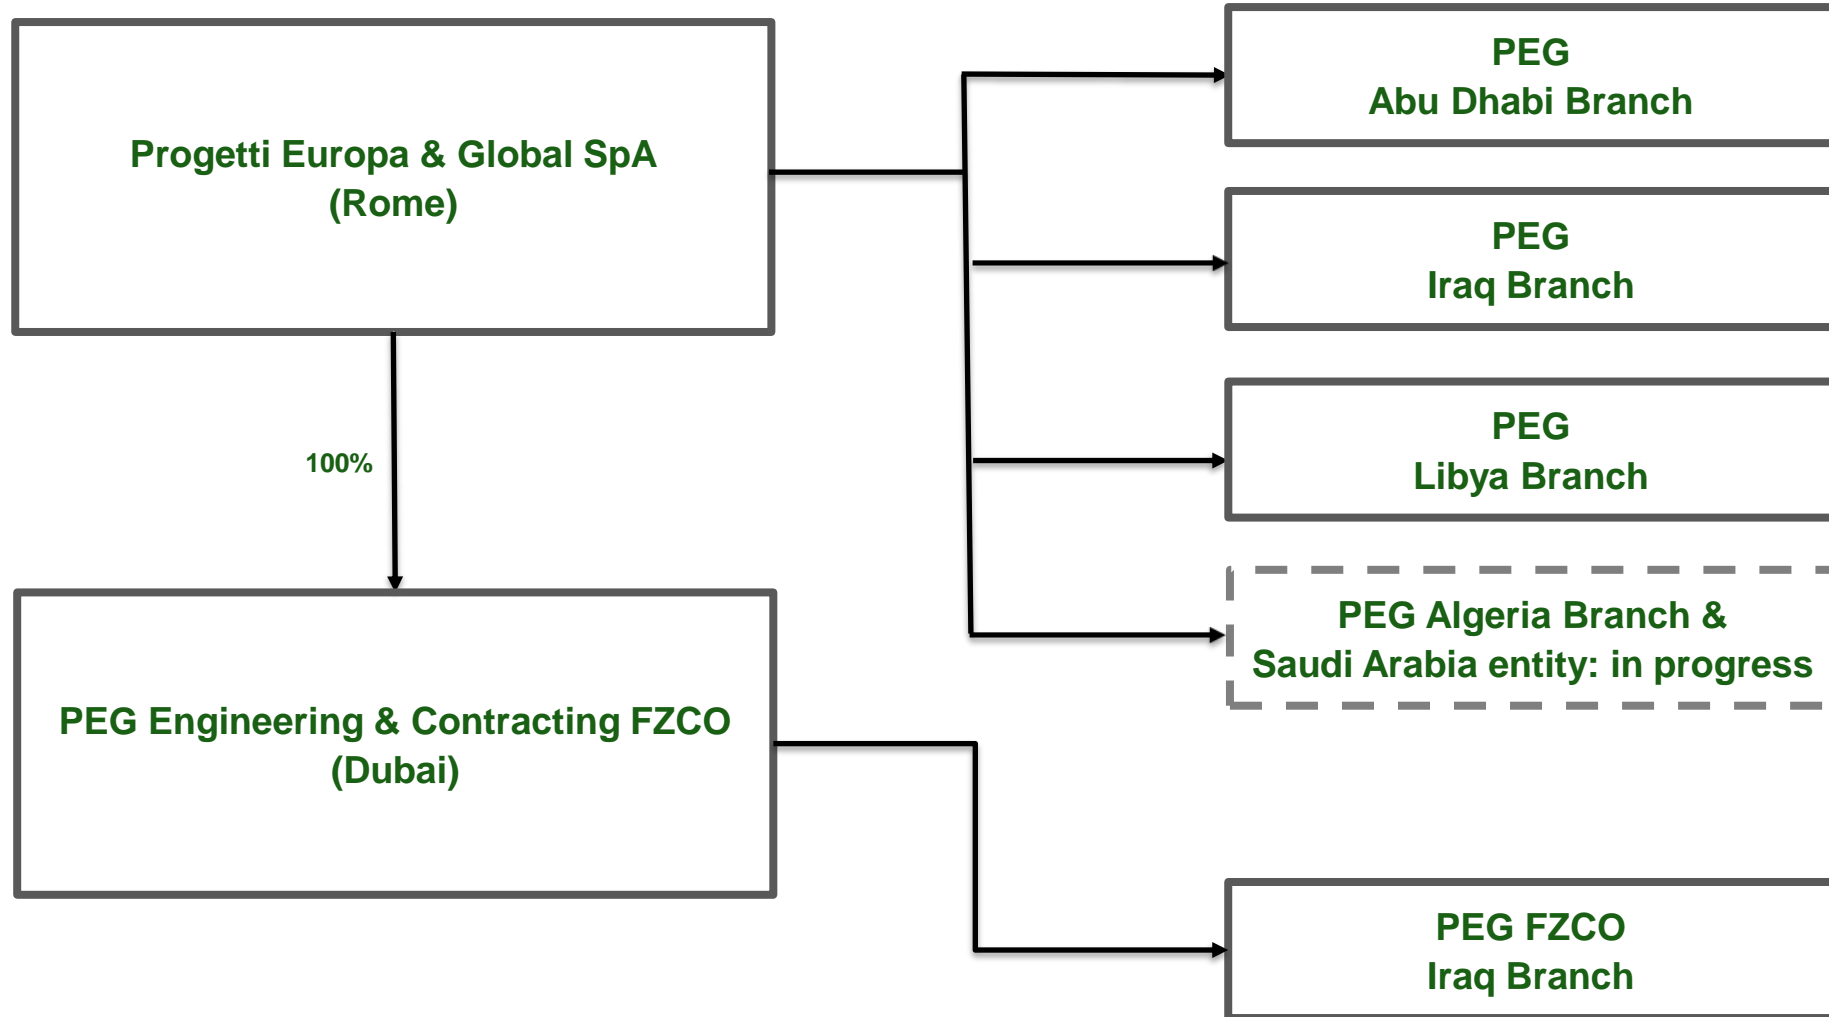 Progetti Europa & Global SpA
(Rome)
PEG
Abu Dhabi Branch
PEG
Iraq Branch
PEG
Libya Branch
PEG Algeria Branch &
Saudi Arabia entity: in progress
100%
PEG Engineering & Contracting FZCO
(Dubai)
PEG FZCO
Iraq Branch